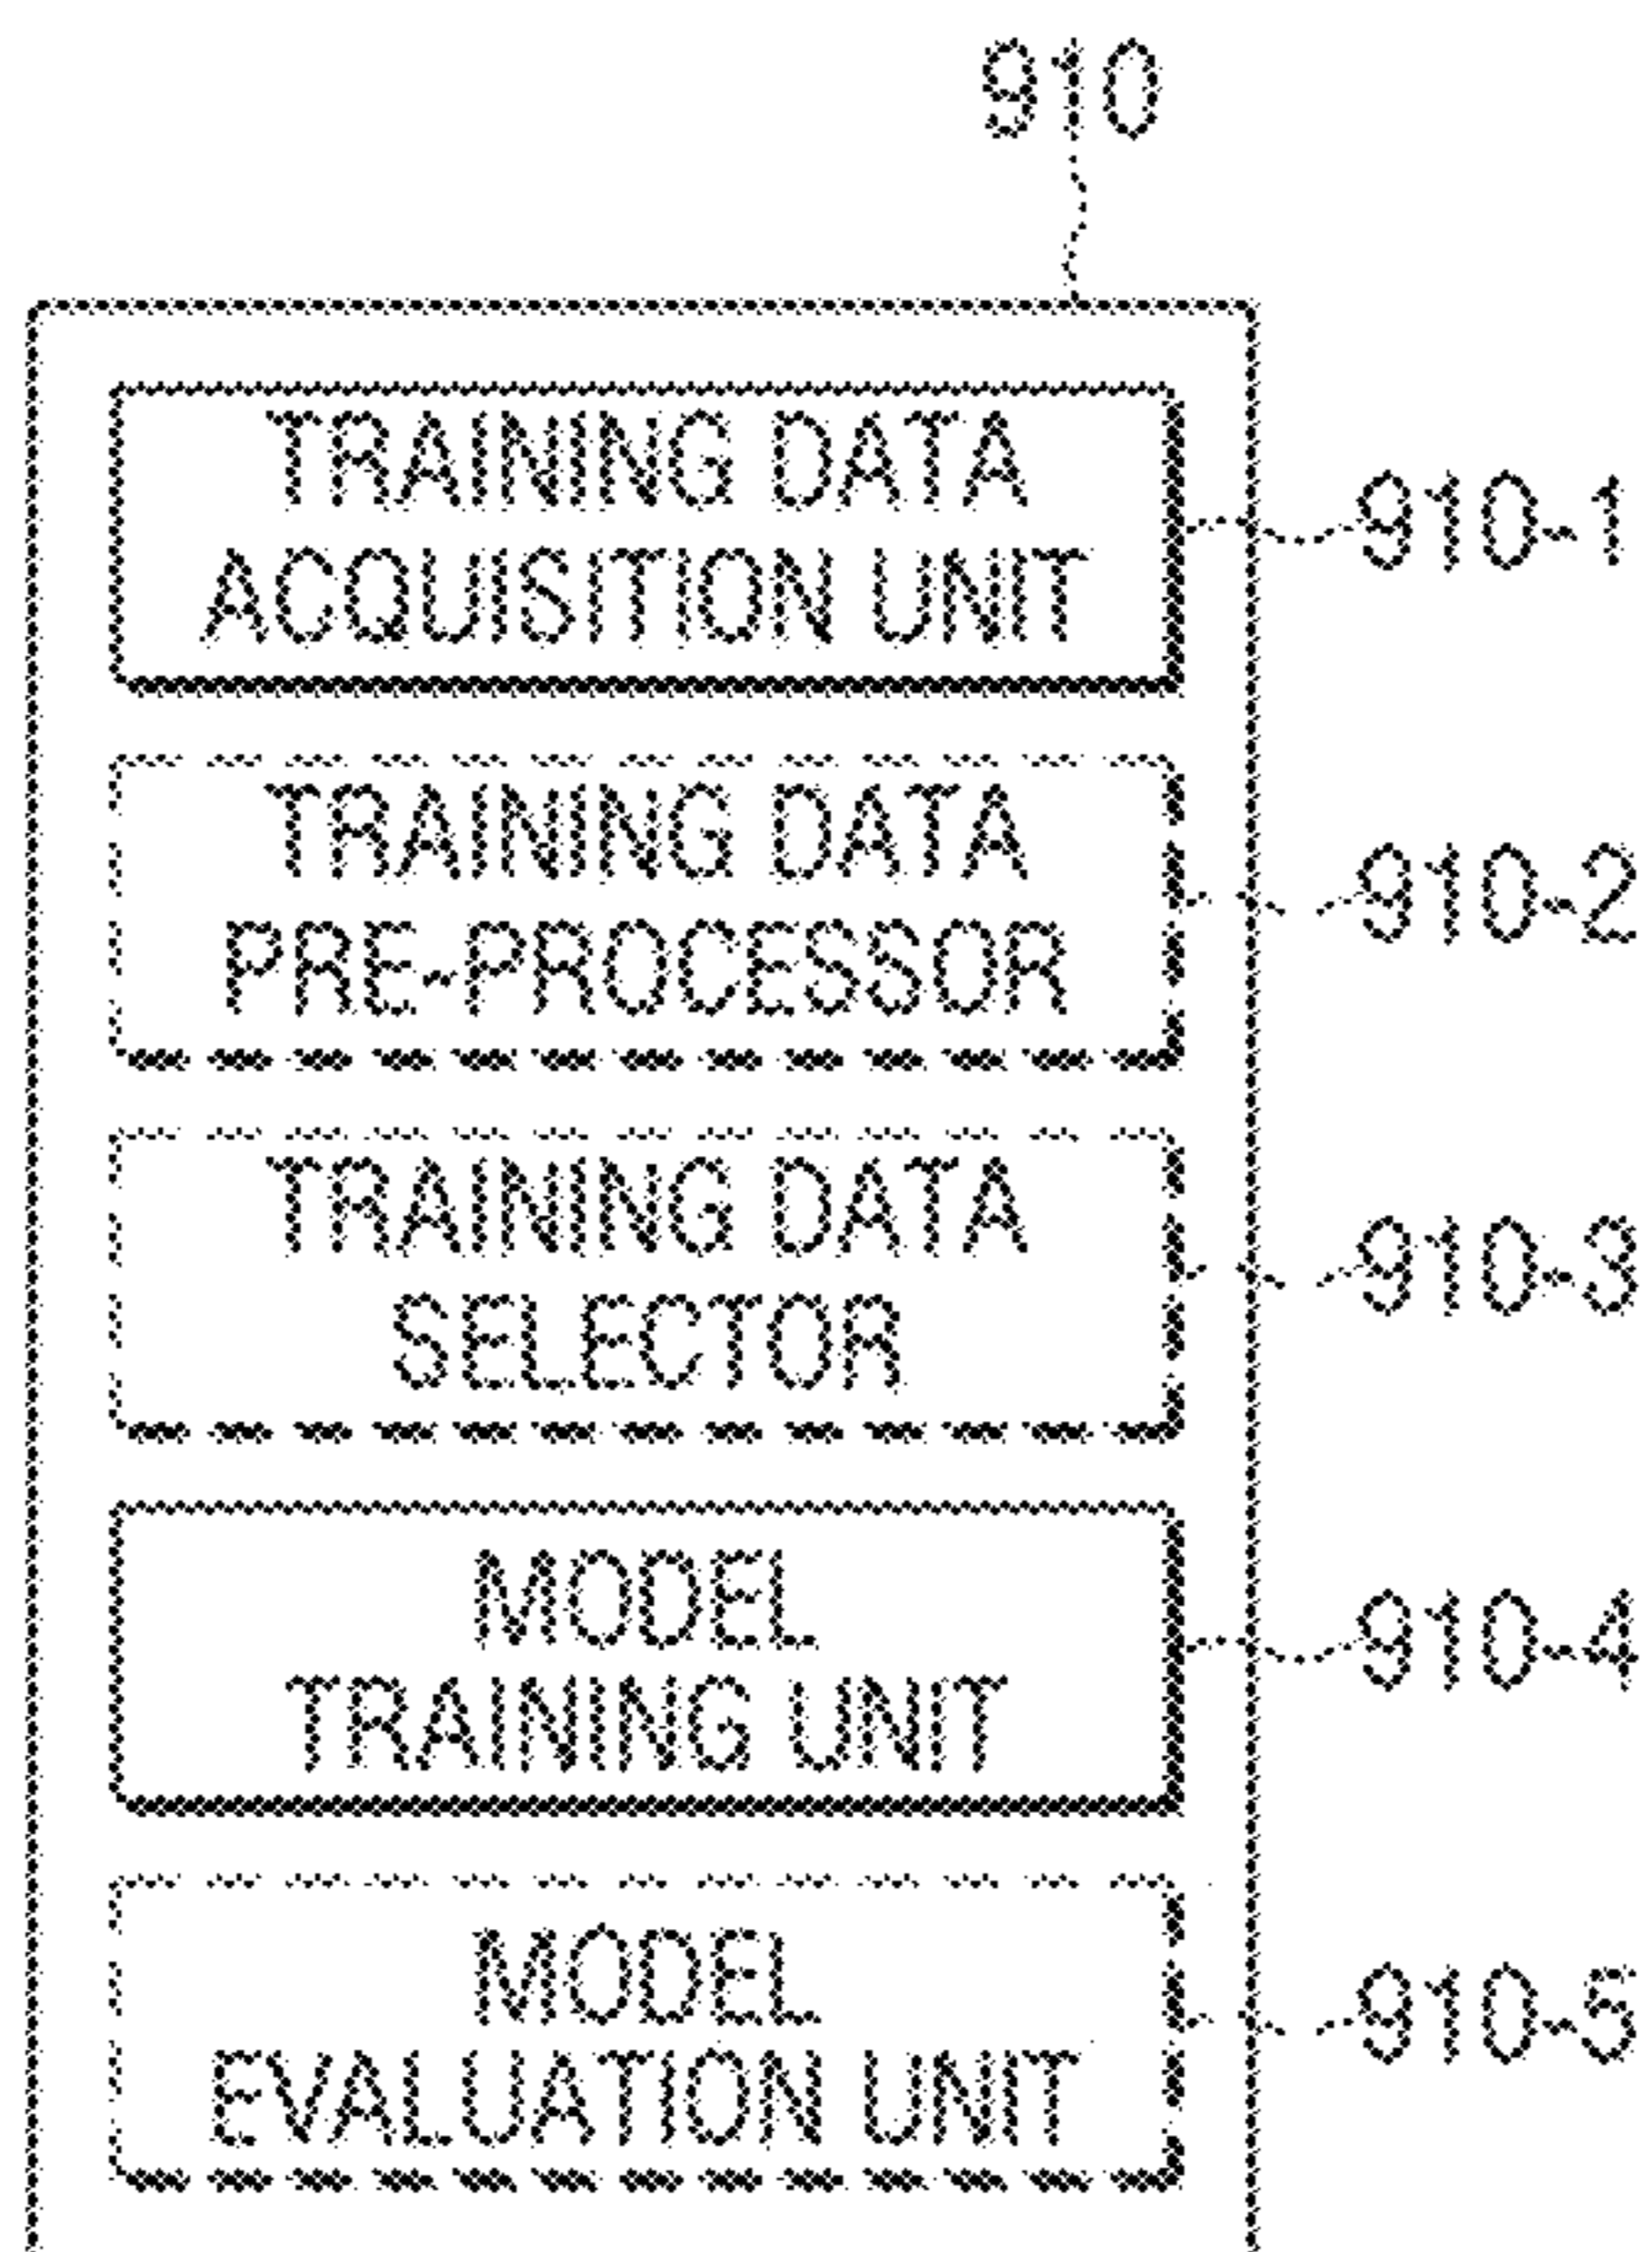 910
TRAINING DATA
ACQUISITION UNIT
910-1
TRAINING DATA
PRE-PROCESSOR
910-2
TRAINING DATA
SELECTOR
910-3
MODEL
TRAINING UNIT
910-4
MODEL
EVALUATION UNIT
910-5